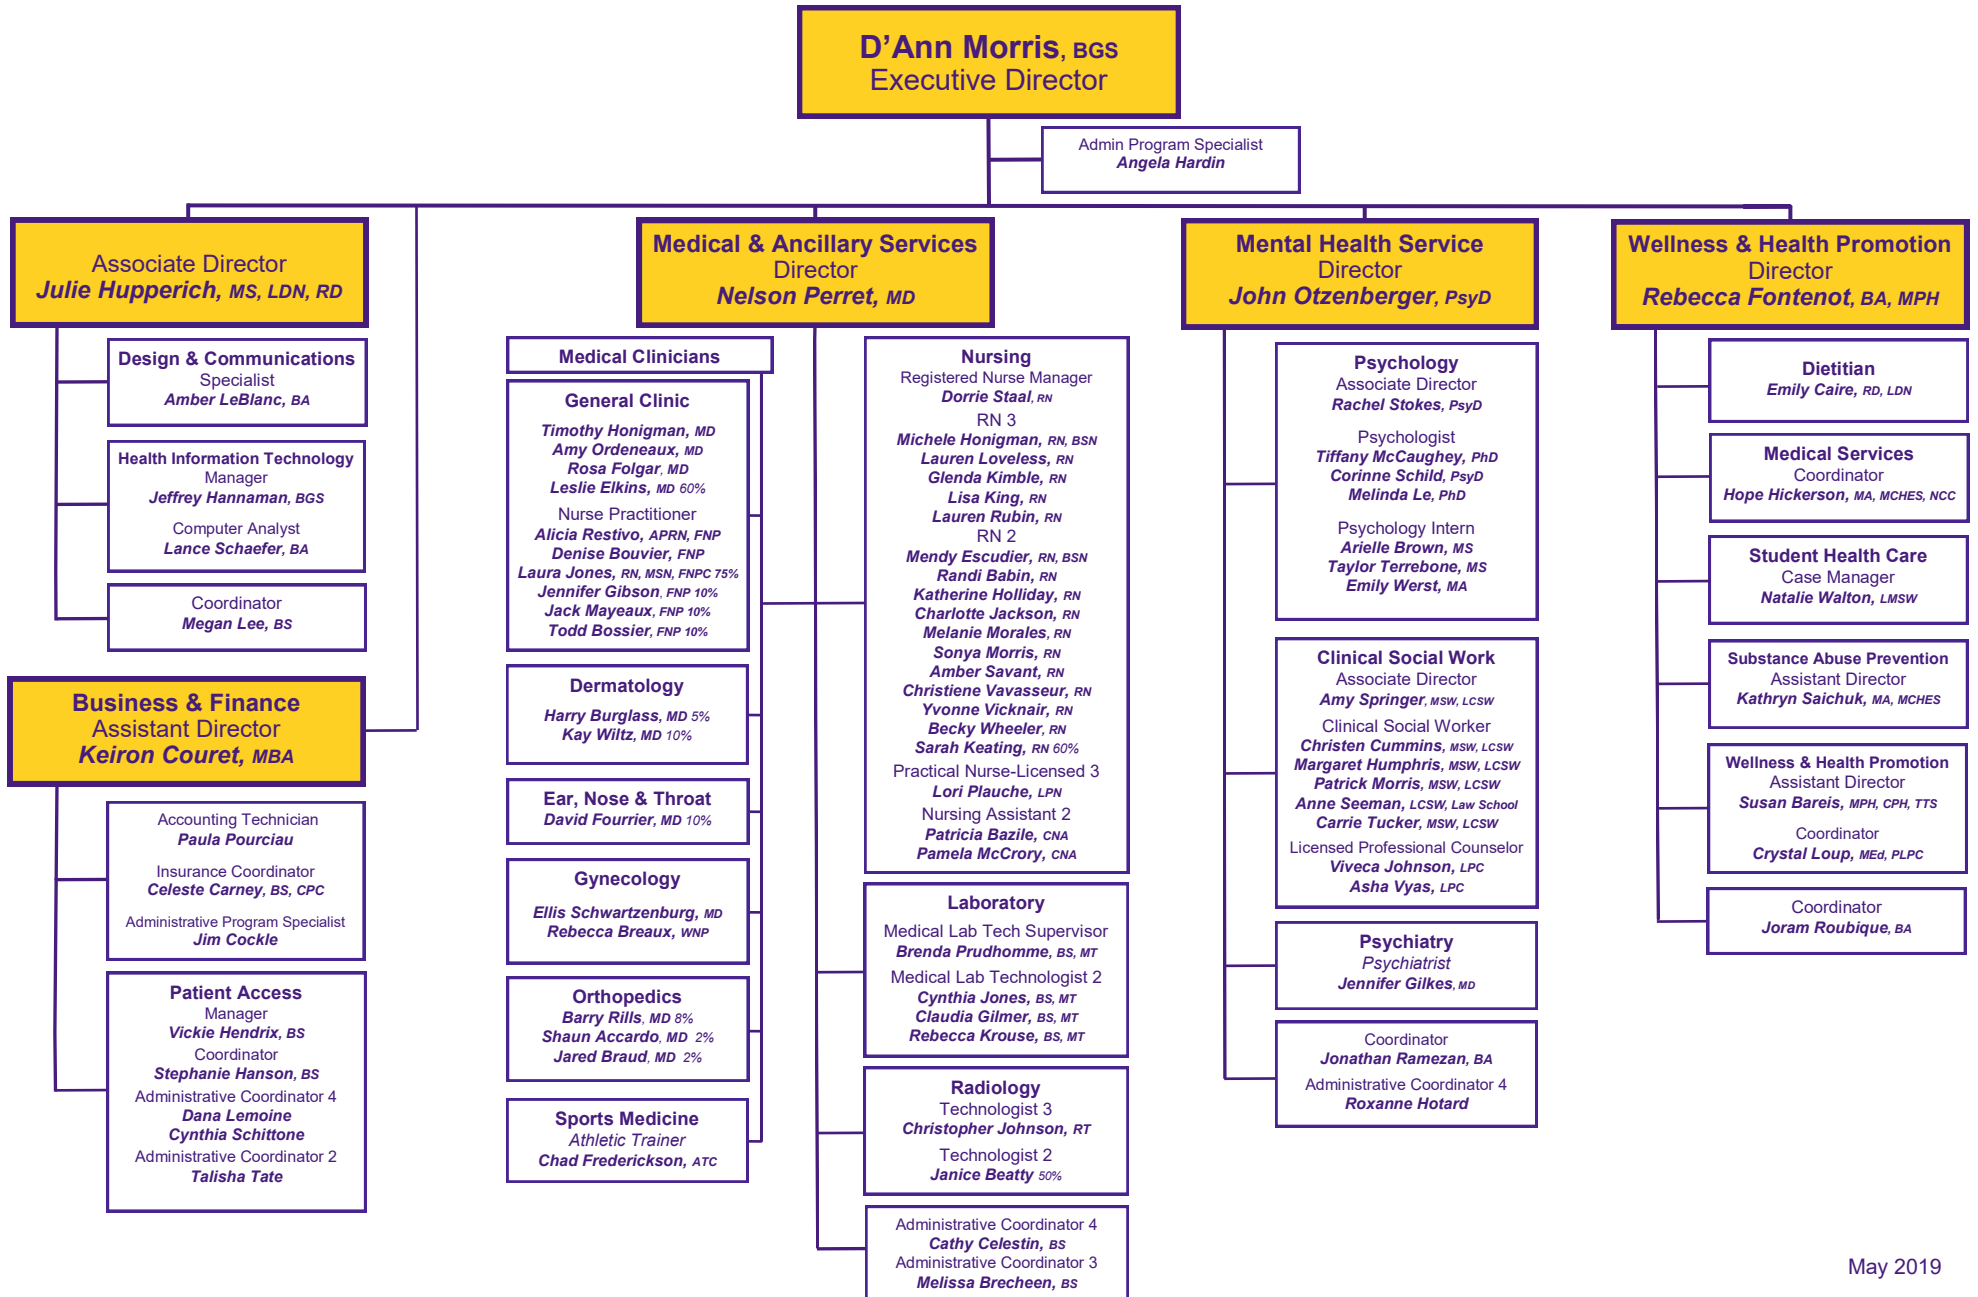 D’Ann Morris, BGS
Executive Director
Admin Program Specialist
Angela Hardin
Associate Director
Julie Hupperich, MS, LDN, RD
Design & Communications
Specialist
Amber LeBlanc, BA
Health Information Technology
Manager
Jeffrey Hannaman, BGS
Computer Analyst
Lance Schaefer, BA
Coordinator
Megan Lee, BS
Business & Finance
Assistant Director
Keiron Couret, MBA
Accounting Technician
Paula Pourciau
Insurance Coordinator
Celeste Carney, BS, CPC
Administrative Program Specialist
Jim Cockle
Patient Access
Manager
Vickie Hendrix, BS
Coordinator
Stephanie Hanson, BS
Administrative Coordinator 4
Dana Lemoine
Cynthia Schittone
Administrative Coordinator 2
Talisha Tate
Medical & Ancillary Services
Director
Nelson Perret, MD
Medical Clinicians
General Clinic
Timothy Honigman, MD
Amy Ordeneaux, MD
Rosa Folgar, MD
Leslie Elkins, MD 60%
Nurse Practitioner
Alicia Restivo, APRN, FNP
Denise Bouvier, FNP
Laura Jones, RN, MSN, FNPC 75%
Jennifer Gibson, FNP 10%
Jack Mayeaux, FNP 10%
Todd Bossier, FNP 10%
Dermatology
Harry Burglass, MD 5%
Kay Wiltz, MD 10%
Ear, Nose & Throat
David Fourrier, MD 10%
Gynecology
Ellis Schwartzenburg, MD
Rebecca Breaux, WNP
Orthopedics
Barry Rills, MD 8%
Shaun Accardo, MD 2%
Jared Braud, MD 2%
Sports Medicine
Athletic Trainer
Chad Frederickson, ATC
Nursing
Registered Nurse Manager
Dorrie Staal, RN
RN 3
Michele Honigman, RN, BSN
Lauren Loveless, RN
Glenda Kimble, RN
Lisa King, RN
Lauren Rubin, RN
RN 2
Mendy Escudier, RN, BSN
Randi Babin, RN
Katherine Holliday, RN
Charlotte Jackson, RN
Melanie Morales, RN
Sonya Morris, RN
Amber Savant, RN
Christiene Vavasseur, RN
Yvonne Vicknair, RN
Becky Wheeler, RN
Sarah Keating, RN 60%
Practical Nurse-Licensed 3
Lori Plauche, LPN
Nursing Assistant 2
Patricia Bazile, CNA
Pamela McCrory, CNA
Laboratory
Medical Lab Tech Supervisor
Brenda Prudhomme, BS, MT
Medical Lab Technologist 2
Cynthia Jones, BS, MT
Claudia Gilmer, BS, MT
Rebecca Krouse, BS, MT
Radiology
Technologist 3
Christopher Johnson, RT
Technologist 2
Janice Beatty 50%
Administrative Coordinator 4
Cathy Celestin, BS
Administrative Coordinator 3
Melissa Brecheen, BS
Mental Health Service
Director
John Otzenberger, PsyD
Psychology
Associate Director
Rachel Stokes, PsyD
Psychologist
Tiffany McCaughey, PhD
Corinne Schild, PsyD
Melinda Le, PhD
Psychology Intern
Arielle Brown, MS
Taylor Terrebone, MS
Emily Werst, MA
Clinical Social Work
Associate Director
Amy Springer, MSW, LCSW
Clinical Social Worker
Christen Cummins, MSW, LCSW
Margaret Humphris, MSW, LCSW
Patrick Morris, MSW, LCSW
Anne Seeman, LCSW, Law School
Carrie Tucker, MSW, LCSW
Licensed Professional Counselor
Viveca Johnson, LPC
Asha Vyas, LPC
Psychiatry
Psychiatrist
Jennifer Gilkes, MD
Coordinator
Jonathan Ramezan, BA
Administrative Coordinator 4
Roxanne Hotard
Wellness & Health Promotion
Director
Rebecca Fontenot, BA, MPH
Dietitian
Emily Caire, RD, LDN
Medical Services
Coordinator
Hope Hickerson, MA, MCHES, NCC
Student Health Care
Case Manager
Natalie Walton, LMSW
Substance Abuse Prevention
Assistant Director
Kathryn Saichuk, MA, MCHES
Wellness & Health Promotion
Assistant Director
Susan Bareis, MPH, CPH, TTS
Coordinator
Crystal Loup, MEd, PLPC
Coordinator
Joram Roubique, BA
May 2019